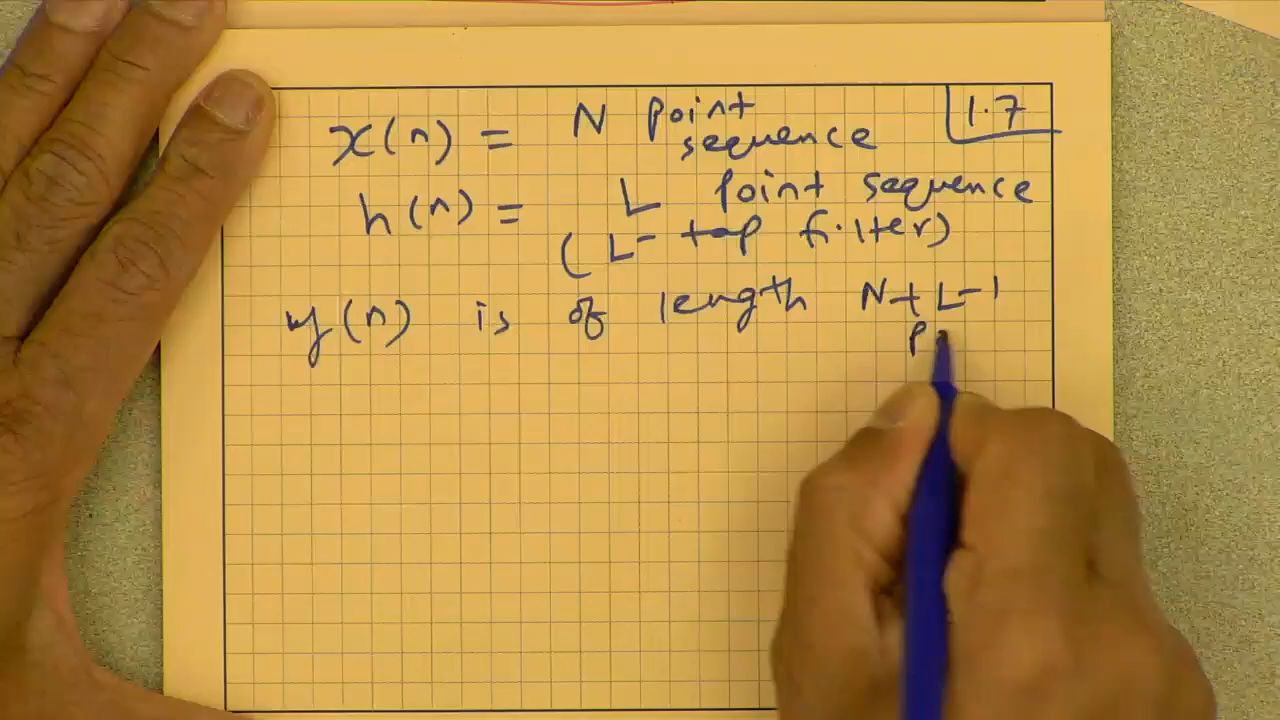 1.7
x(n) = N point
sequence
h(n) = L point sequence
(L-tap filter)
y(n) is of length N+L-1